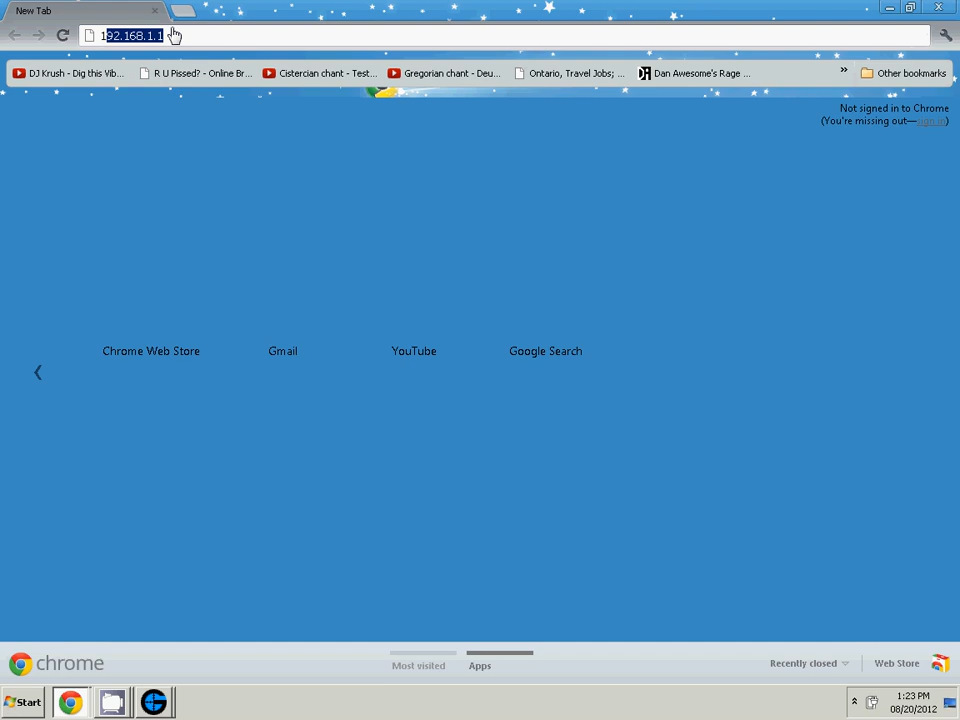 New Tab
192.168.1.1
DJ Krush - Dig this Vib...
R U Pissed? - Online Br...
Cistercian chant - Test...
Gregorian chant - Deu...
Ontario, Travel Jobs; ...
Dan Awesome's Rage ...
»
Other bookmarks
Not signed in to Chrome
(You're missing out—sign in)
Chrome Web Store
Gmail
YouTube
Google Search
chrome
Most visited
Apps
Recently closed
Web Store
Start
1:23 PM
08/20/2012